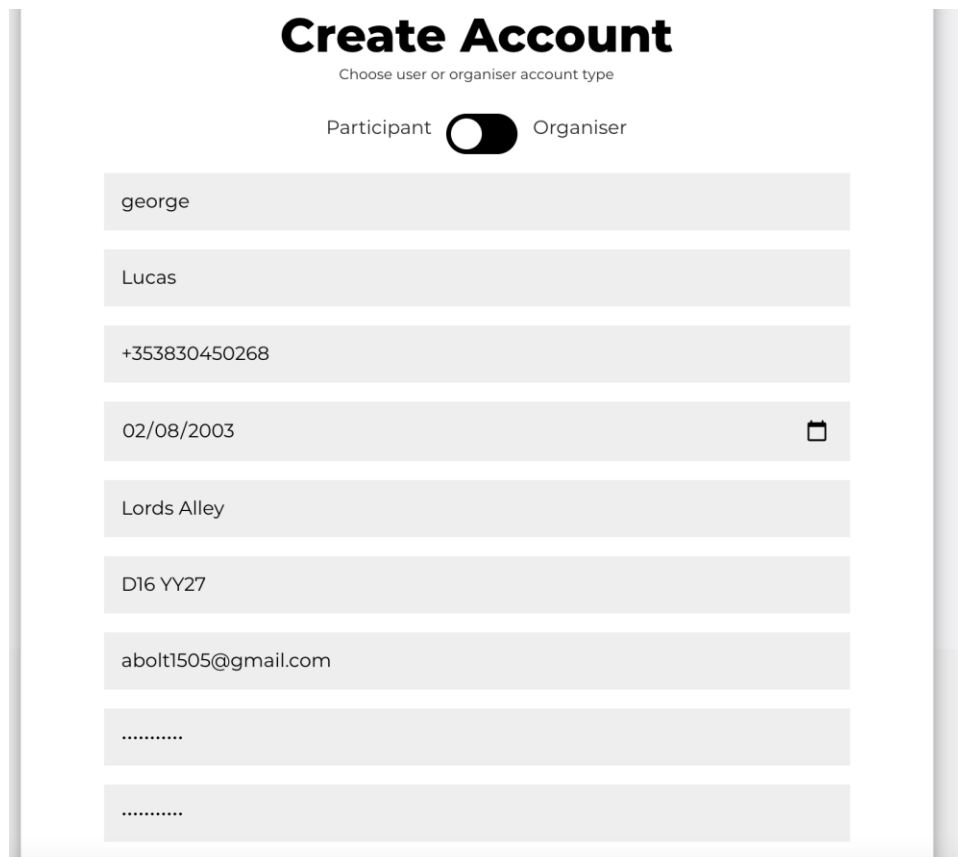 Create Account
Choose user or organiser account type
Participant Organiser
george
Lucas
+353830450268
02/08/2003
Lords Alley
D16 YY27
abolt1505@gmail.com
...........
...........